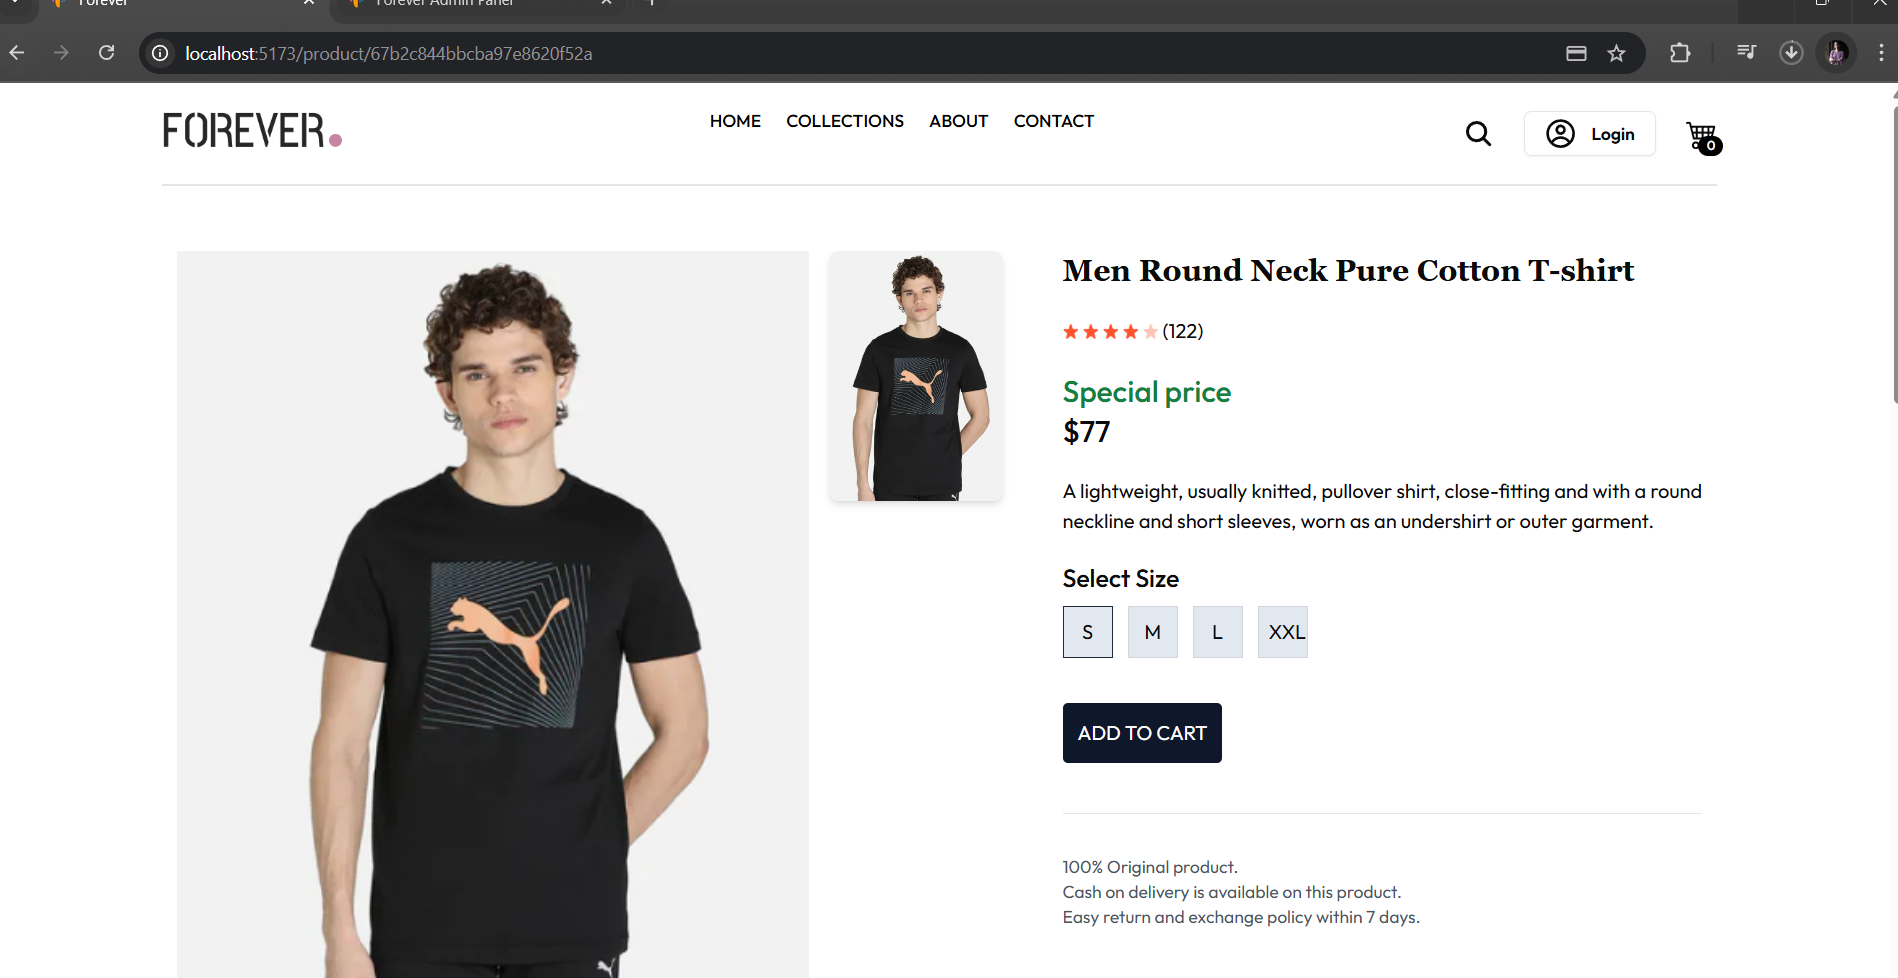 Forever
Forever Admin Panel
localhost:5173/product/67b2c844bbcba97e8620f52a
FOREVER.
HOME COLLECTIONS ABOUT CONTACT
Login
0
Men Round Neck Pure Cotton T-shirt
(122)
Special price
$77
A lightweight, usually knitted, pullover shirt, close-fitting and with a round
neckline and short sleeves, worn as an undershirt or outer garment.
Select Size
S M L XXL
ADD TO CART
100% Original product.
Cash on delivery is available on this product.
Easy return and exchange policy within 7 days.